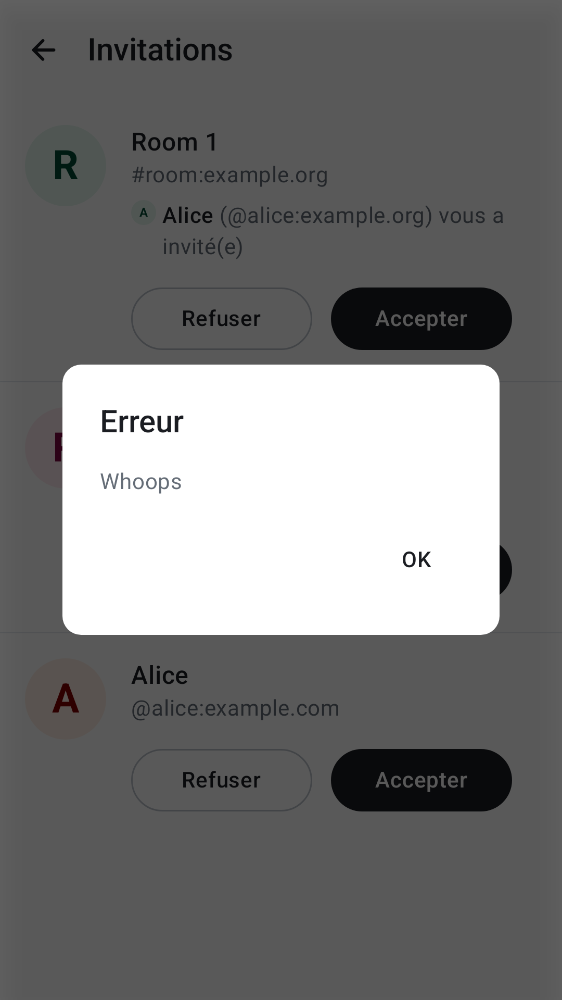 Invitations
R
Room 1
#room:example.org
A Alice (@alice:example.org) vous a
invité(e)
Refuser
Accepter
Erreur
Whoops
OK
A
Alice
@alice:example.com
Refuser
Accepter